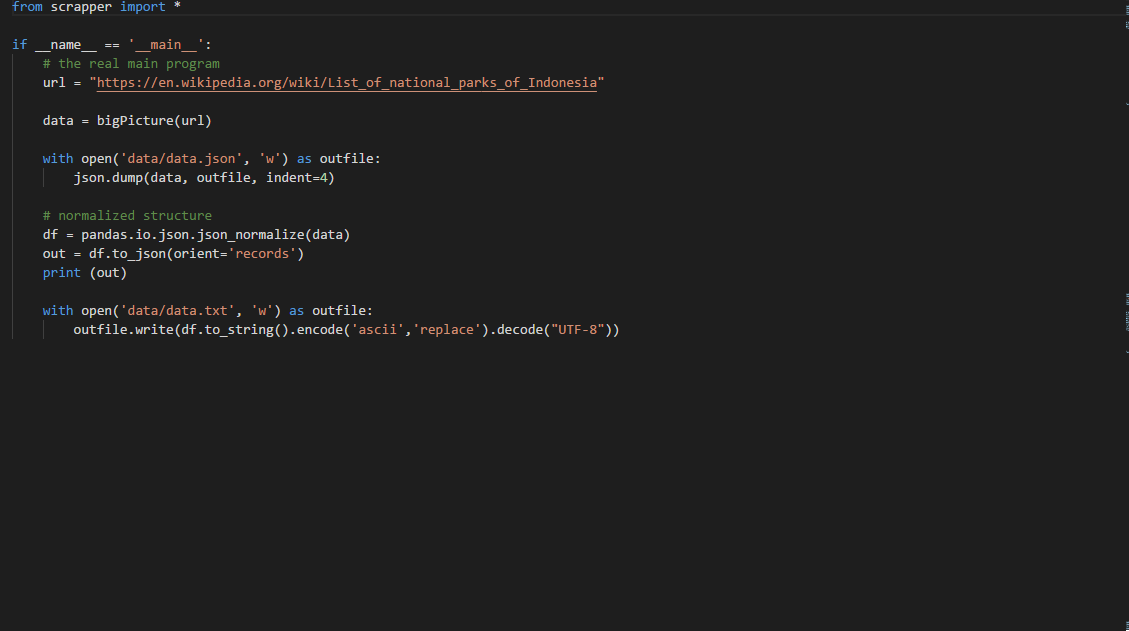 from scrapper import *
if __name__ == '__main__':
# the real main program
url = "https://en.wikipedia.org/wiki/List_of_national_parks_of_Indonesia"
data = bigPicture(url)
with open('data/data.json', 'w') as outfile:
json.dump(data, outfile, indent=4)
# normalized structure
df = pandas.io.json.json_normalize(data)
out = df.to_json(orient='records')
print (out)
with open('data/data.txt', 'w') as outfile:
outfile.write(df.to_string().encode('ascii','replace').decode("UTF-8"))